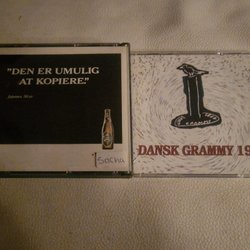 "DEN ER UMULIG
AT KOPIERE."
DANSK GRAMMY 19